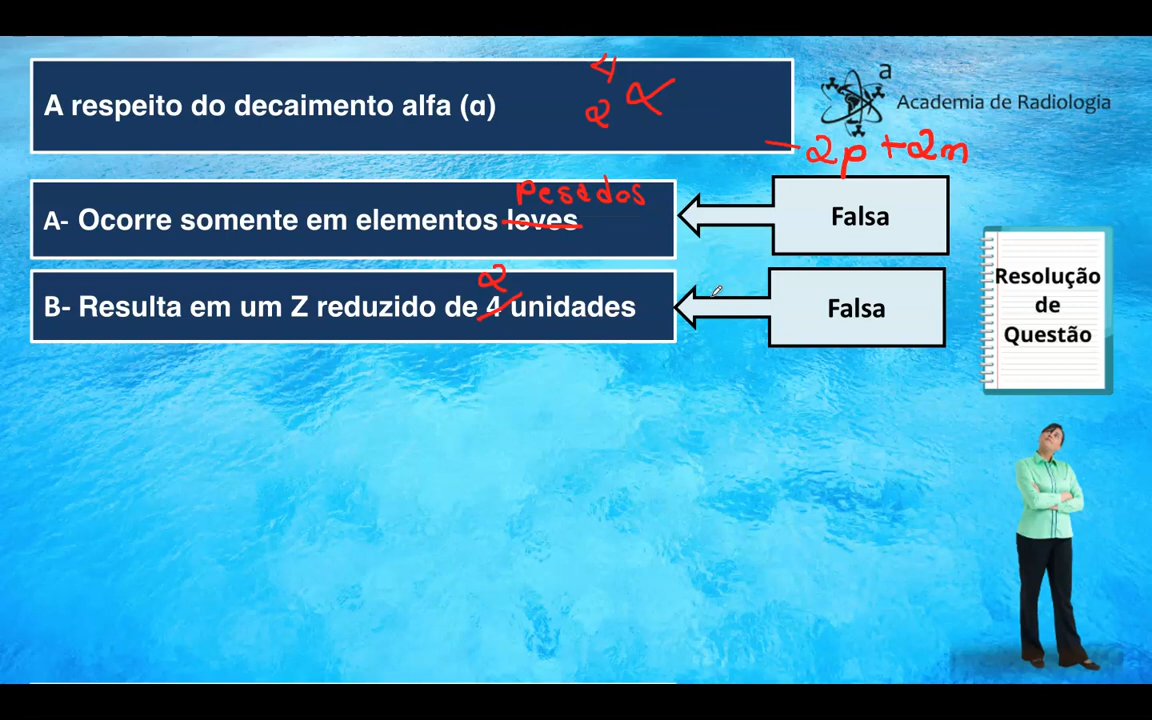 4
A respeito do decaimento alfa (α)
2 α
a
Academia de Radiologia
2p + 2n
pesados
A- Ocorre somente em elementos leves
Falsa
2
B- Resulta em um Z reduzido de 4 unidades
Falsa
Resolução
de
Questão